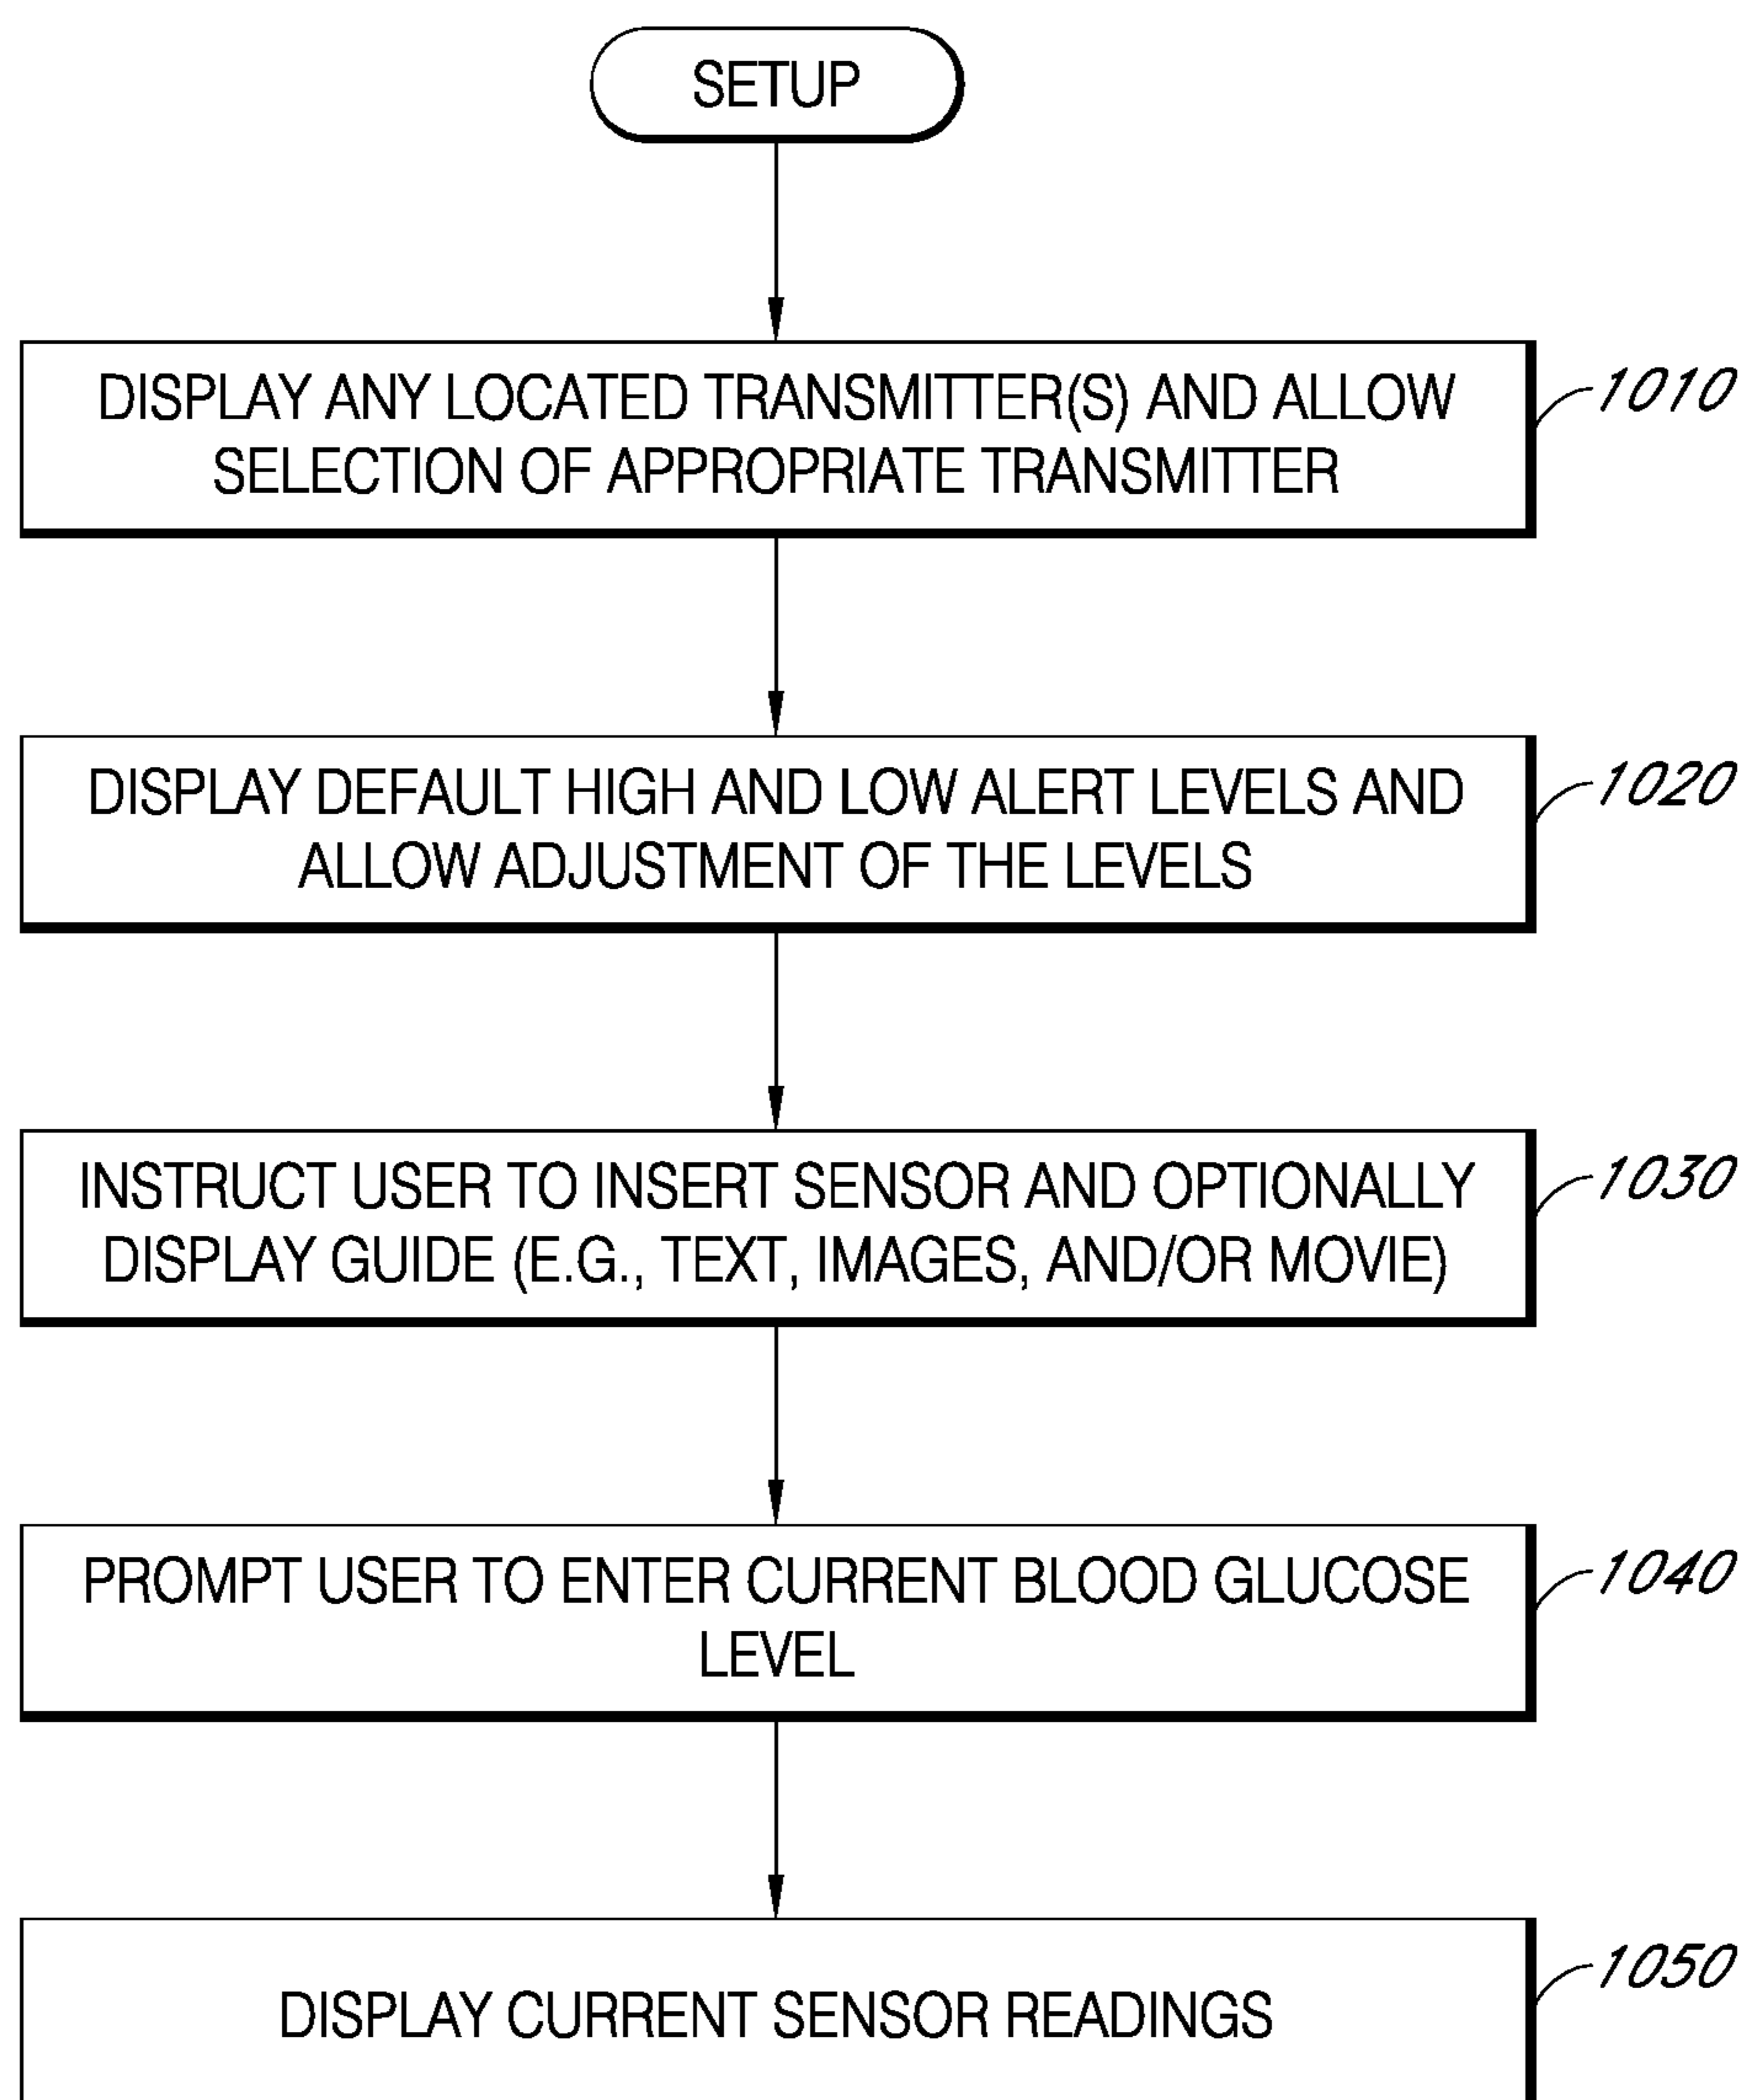 SETUP
DISPLAY ANY LOCATED TRANSMITTER(S) AND ALLOW
SELECTION OF APPROPRIATE TRANSMITTER
1010
DISPLAY DEFAULT HIGH AND LOW ALERT LEVELS AND
ALLOW ADJUSTMENT OF THE LEVELS
1020
INSTRUCT USER TO INSERT SENSOR AND OPTIONALLY
DISPLAY GUIDE (E.G., TEXT, IMAGES, AND/OR MOVIE)
1030
PROMPT USER TO ENTER CURRENT BLOOD GLUCOSE
LEVEL
1040
DISPLAY CURRENT SENSOR READINGS
1050